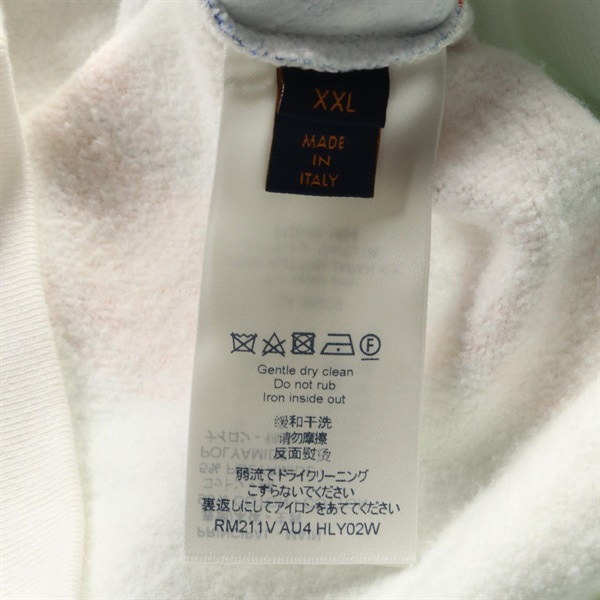 XXL
MADE
IN
ITALY
F
Gentle dry clean
Do not rub
Iron inside out
缓和干洗
请勿摩擦
反面熨烫
弱流でドライクリーニング
こすらないでください
裏返しにしてアイロンをあててください
RM211V AU4 HLY02W